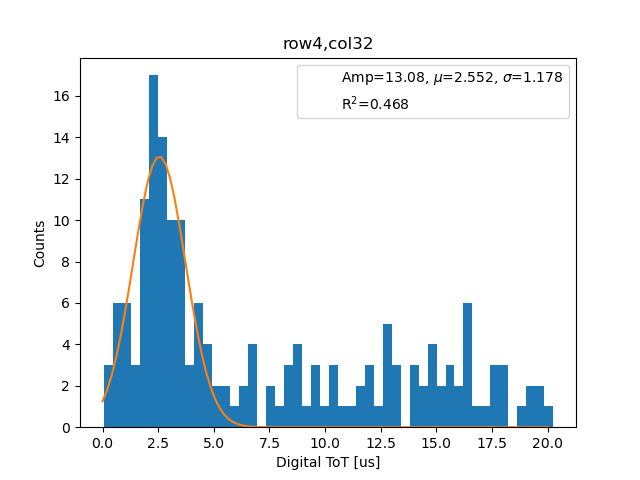 row4,col32
Amp=13.08, μ=2.552, σ=1.178
R²=0.468
Counts
16
14
12
10
8
6
4
2
0
0.0 2.5 5.0 7.5 10.0 12.5 15.0 17.5 20.0
Digital ToT [us]